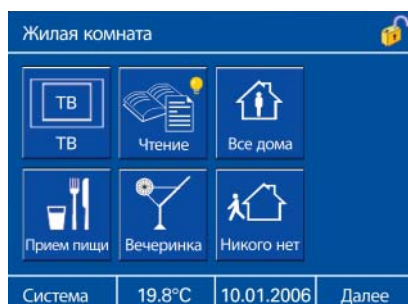 Жилая комната
ТВ
ТВ Чтение Все дома
Прием пищи Вечеринка Никого нет
Система 19.8°C 10.01.2006 Далее